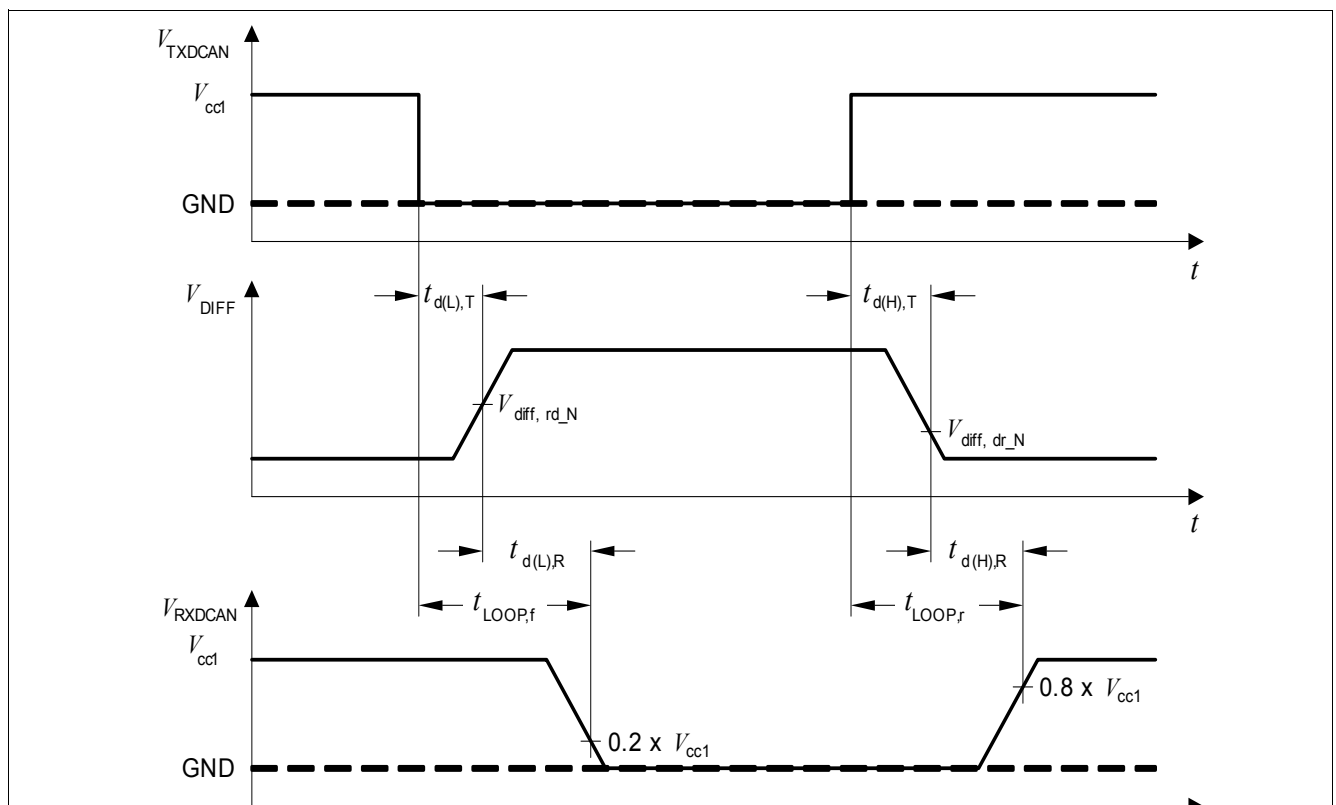 V_TXDCAN
V_cc1
GND
t
V_DIFF
t_d(L),T
t_d(H),T
V_diff, rd_N
V_diff, dr_N
t
t_d(L),R
t_d(H),R
V_RXDCAN
t_LOOP,f
t_LOOP,r
V_cc1
0.8 x V_cc1
0.2 x V_cc1
GND